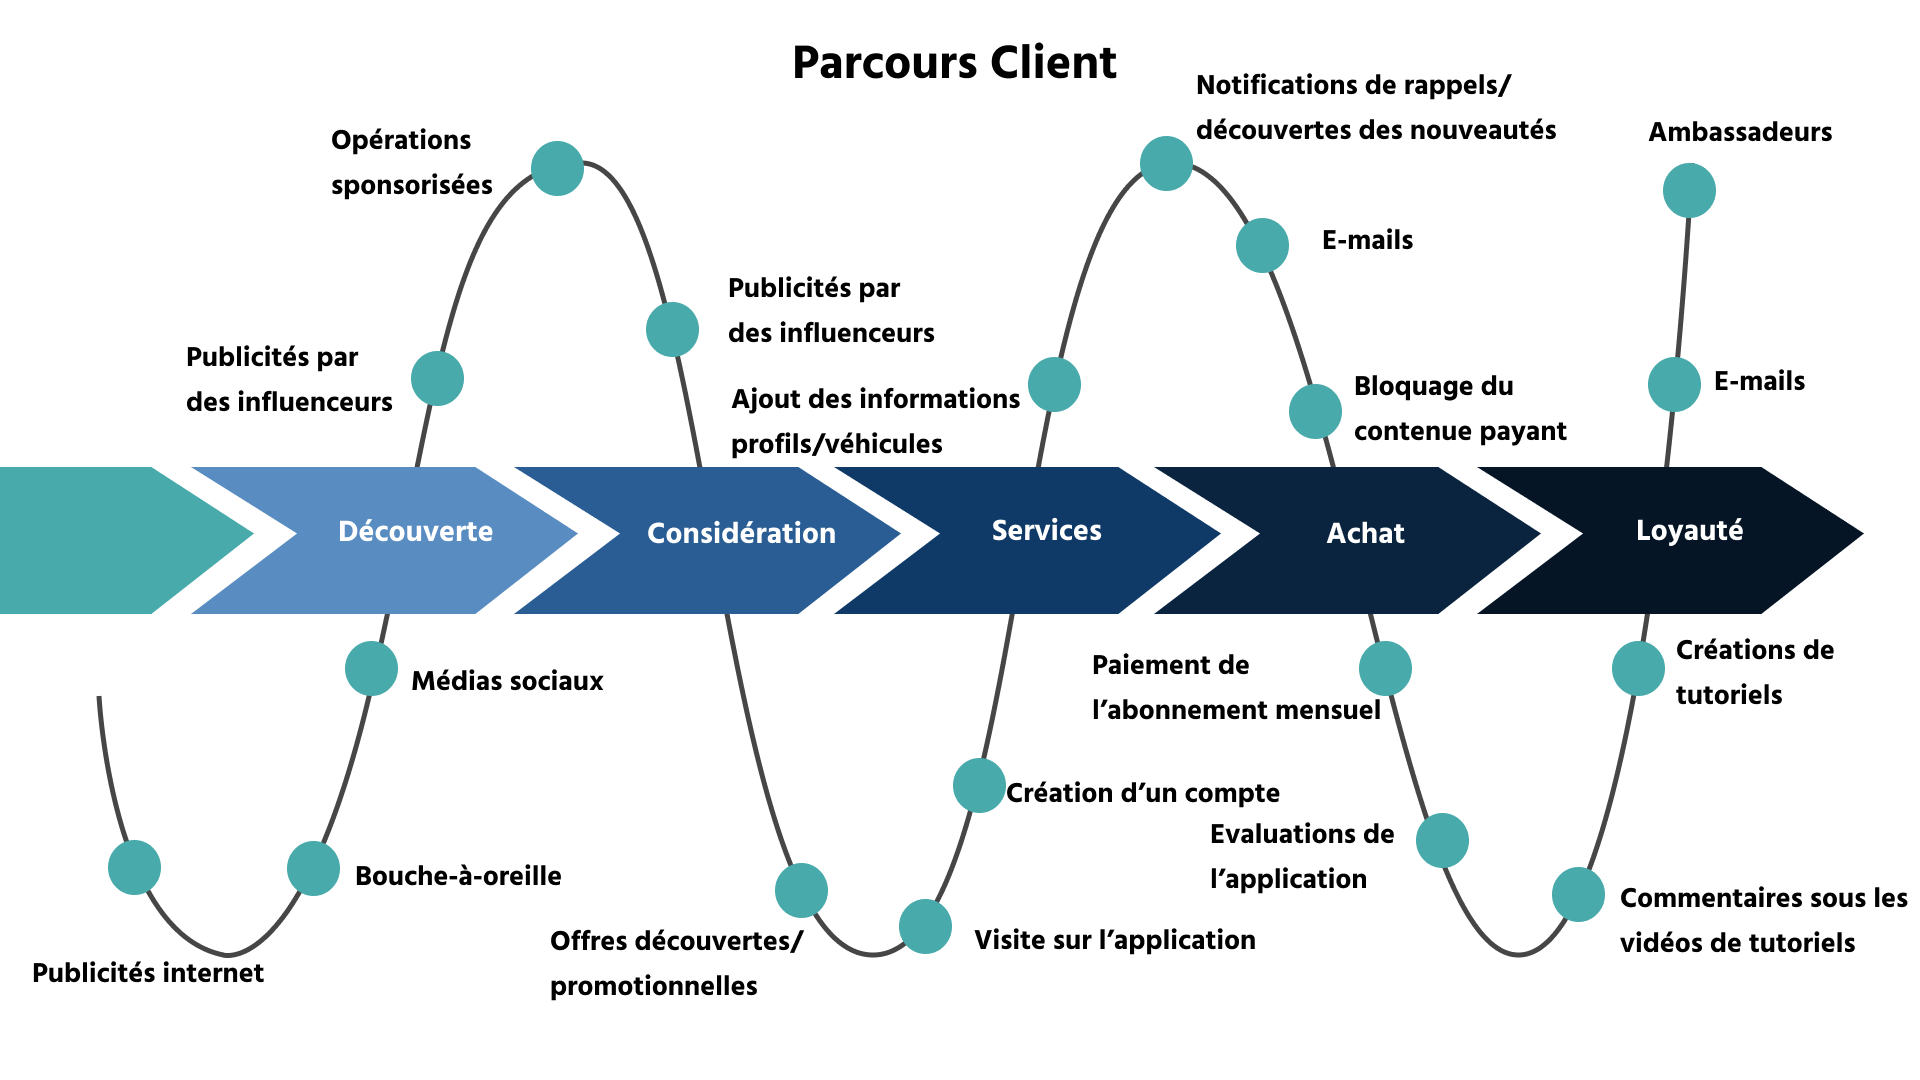 Parcours Client
Notifications de rappels/
découvertes des nouveautés
Opérations
sponsorisées
Ambassadeurs
E-mails
Publicités par
des influenceurs
Publicités par
des influenceurs
Ajout des informations
profils/véhicules
Bloquage du
contenue payant
E-mails
Découverte
Considération
Services
Achat
Loyauté
Médias sociaux
Paiement de
l’abonnement mensuel
Créations de
tutoriels
Création d’un compte
Evaluations de
l’application
Bouche-à-oreille
Commentaires sous les
vidéos de tutoriels
Offres découvertes/
promotionnelles
Visite sur l’application
Publicités internet